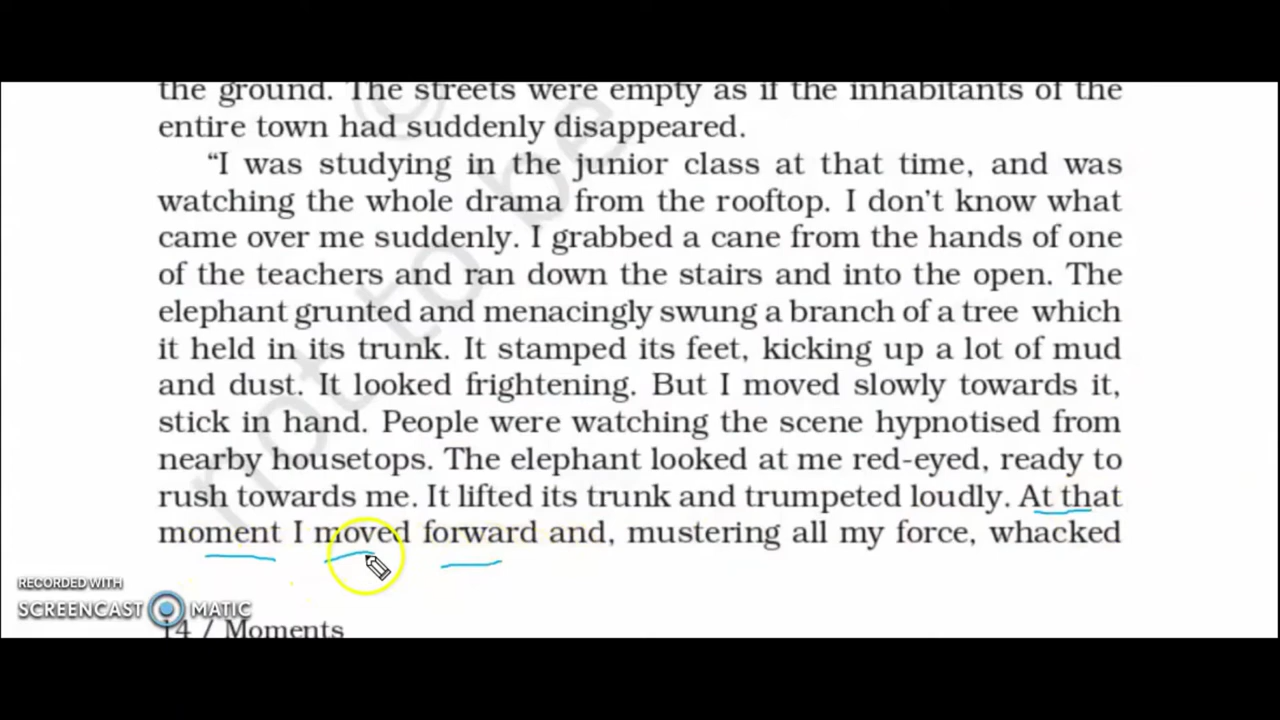 the ground. The streets were empty as if the inhabitants of the
entire town had suddenly disappeared.
“I was studying in the junior class at that time, and was
watching the whole drama from the rooftop. I don’t know what
came over me suddenly. I grabbed a cane from the hands of one
of the teachers and ran down the stairs and into the open. The
elephant grunted and menacingly swung a branch of a tree which
it held in its trunk. It stamped its feet, kicking up a lot of mud
and dust. It looked frightening. But I moved slowly towards it,
stick in hand. People were watching the scene hypnotised from
nearby housetops. The elephant looked at me red-eyed, ready to
rush towards me. It lifted its trunk and trumpeted loudly. At that
moment I moved forward and, mustering all my force, whacked
RECORDED WITH
SCREENCAST MATIC
14 / Moments
©
not to be